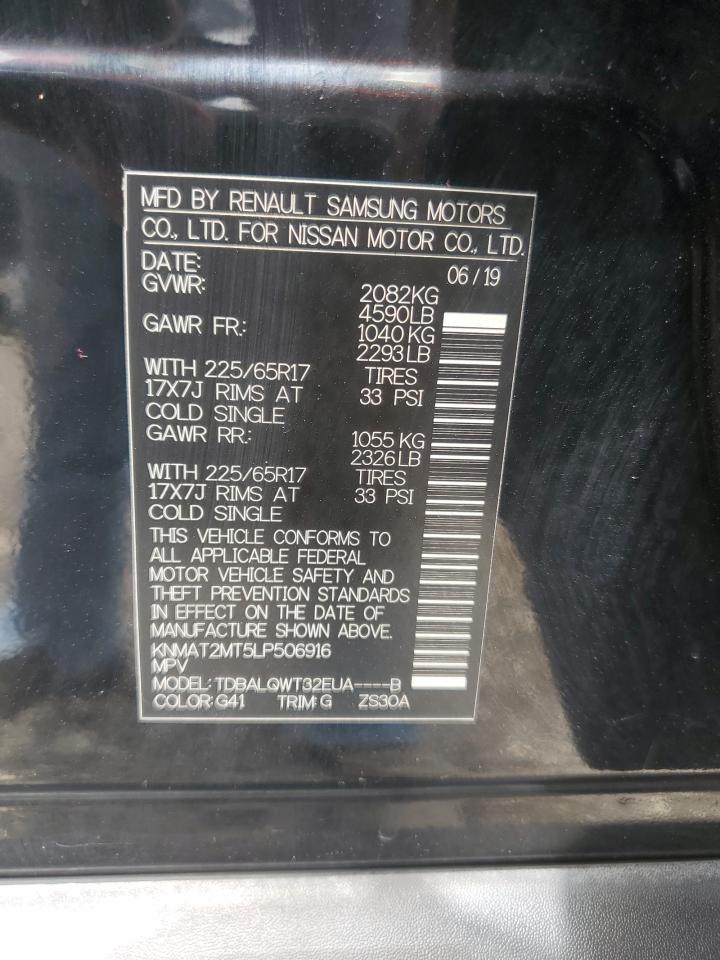 MFD BY RENAULT SAMSUNG MOTORS
CO., LTD. FOR NISSAN MOTOR CO., LTD.
DATE: 06/19
GVWR: 2082KG
4590LB
GAWR FR.: 1040KG
2293LB
WITH 225/65R17 TIRES
17X7J RIMS AT 33 PSI
COLD SINGLE
GAWR RR.: 1055KG
2326LB
WITH 225/65R17 TIRES
17X7J RIMS AT 33 PSI
COLD SINGLE
THIS VEHICLE CONFORMS TO
ALL APPLICABLE FEDERAL
MOTOR VEHICLE SAFETY AND
THEFT PREVENTION STANDARDS
IN EFFECT ON THE DATE OF
MANUFACTURE SHOWN ABOVE.
KNMAT2MT5LP506916
MPV
MODEL: TDBALQWT32EUA----B
COLOR: G41 TRIM: G ZS30A